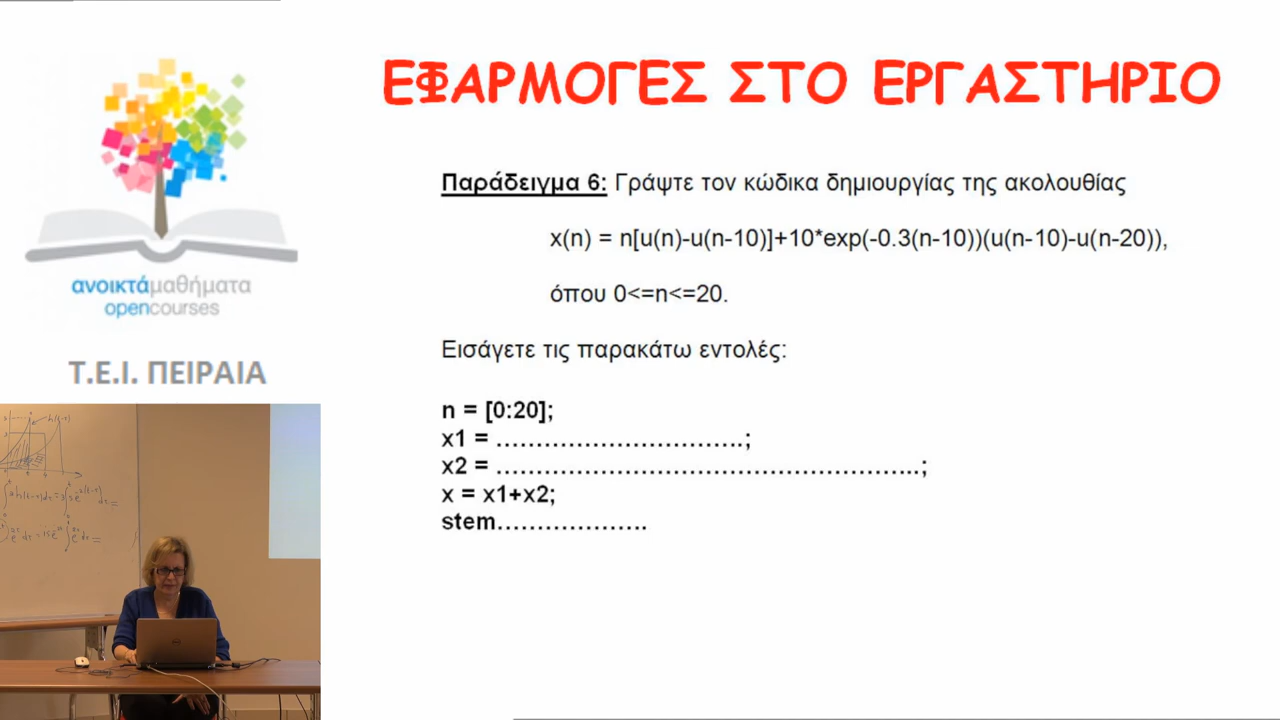 ΕΦΑΡΜΟΓΕΣ ΣΤΟ ΕΡΓΑΣΤΗΡΙΟ
Παράδειγμα 6: Γράψτε τον κώδικα δημιουργίας της ακολουθίας
x(n) = n[u(n)-u(n-10)]+10*exp(-0.3(n-10))(u(n-10)-u(n-20)),
όπου 0<=n<=20.
Εισάγετε τις παρακάτω εντολές:
n = [0:20];
x1 = ………………………….;
x2 = ……………………………………………..;
x = x1+x2;
stem……………….
ανοικτάμαθήματα
opencourses
Τ.Ε.Ι. ΠΕΙΡΑΙΑ